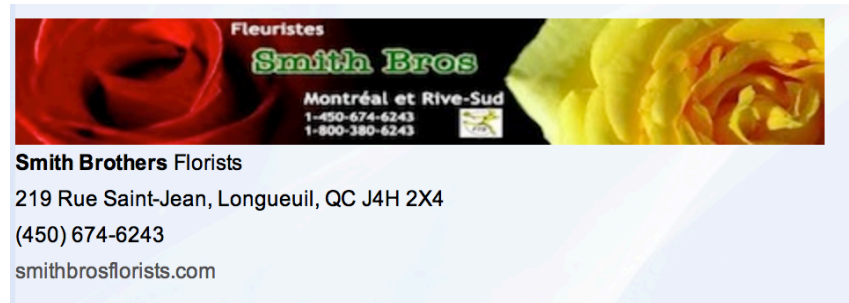 Fleuristes
Smith Bros
Montréal et Rive-Sud
1-450-674-6243
1-800-380-6243
FTD
Smith Brothers Florists
219 Rue Saint-Jean, Longueuil, QC J4H 2X4
(450) 674-6243
smithbrosflorists.com